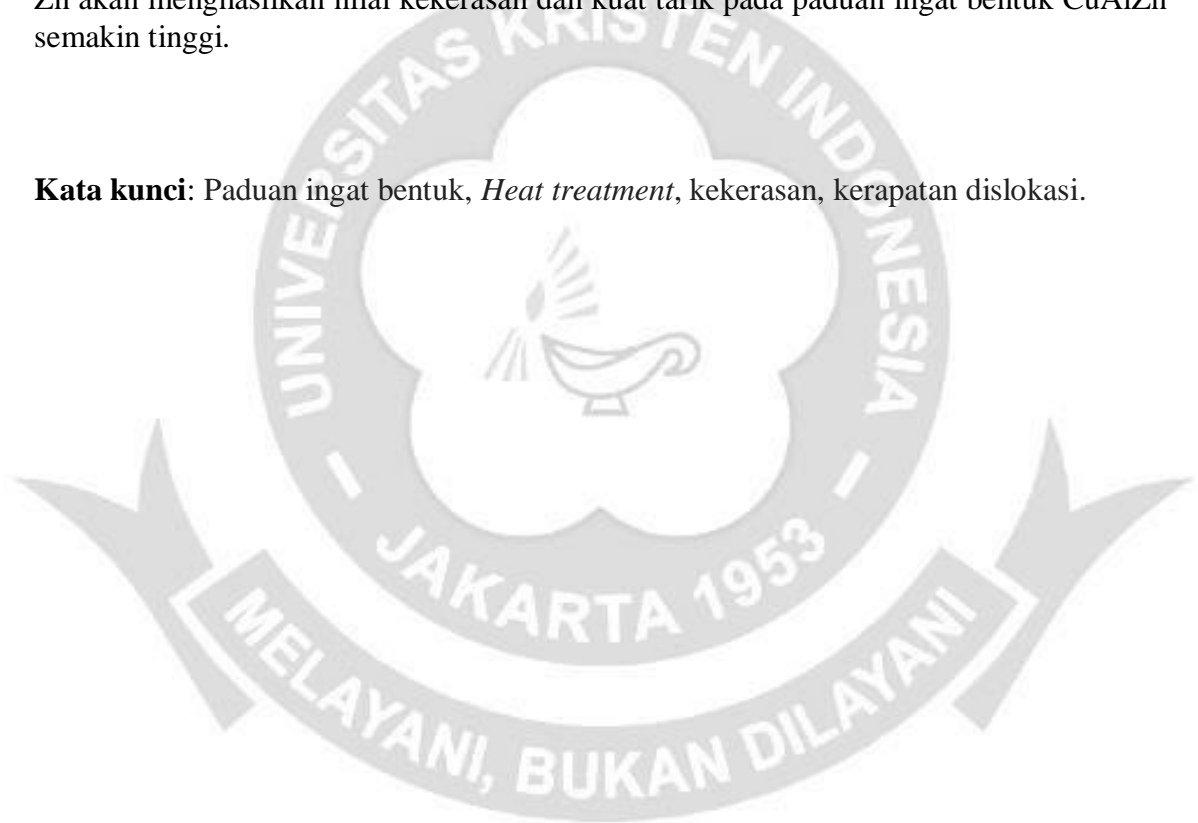 Zn akan menghasilkan nilai kekerasan dan kuat tarik pada paduan ingat bentuk CuAlZn
semakin tinggi.
Kata kunci: Paduan ingat bentuk, Heat treatment, kekerasan, kerapatan dislokasi.
UNIVERSITAS KRISTEN INDONESIA
- JAKARTA 1953 -
MELAYANI, BUKAN DILAYANI